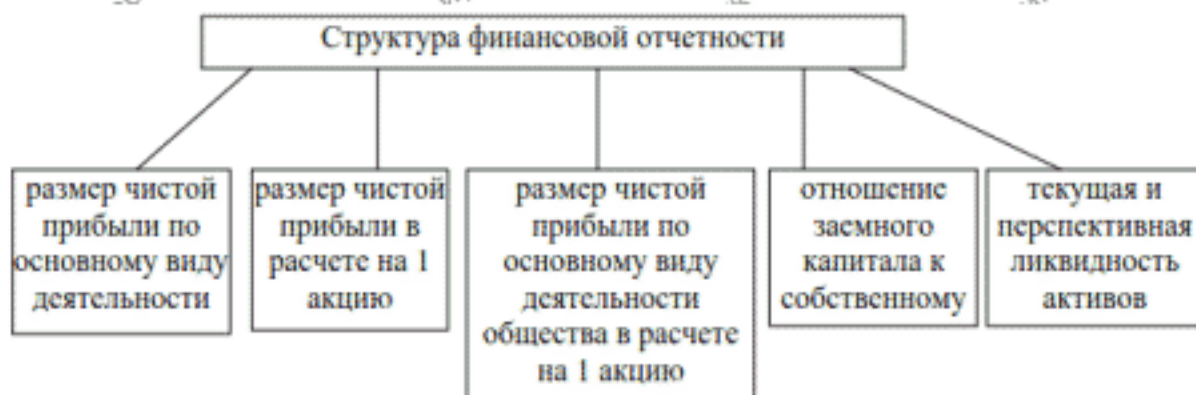 Структура финансовой отчетности
размер чистой
прибыли по
основному виду
деятельности
размер чистой
прибыли в
расчете на 1
акцию
размер чистой
прибыли по
основному виду
деятельности
общества в расчете
на 1 акцию
отношение
заемного
капитала к
собственному
текущая и
перспективная
ликвидность
активов